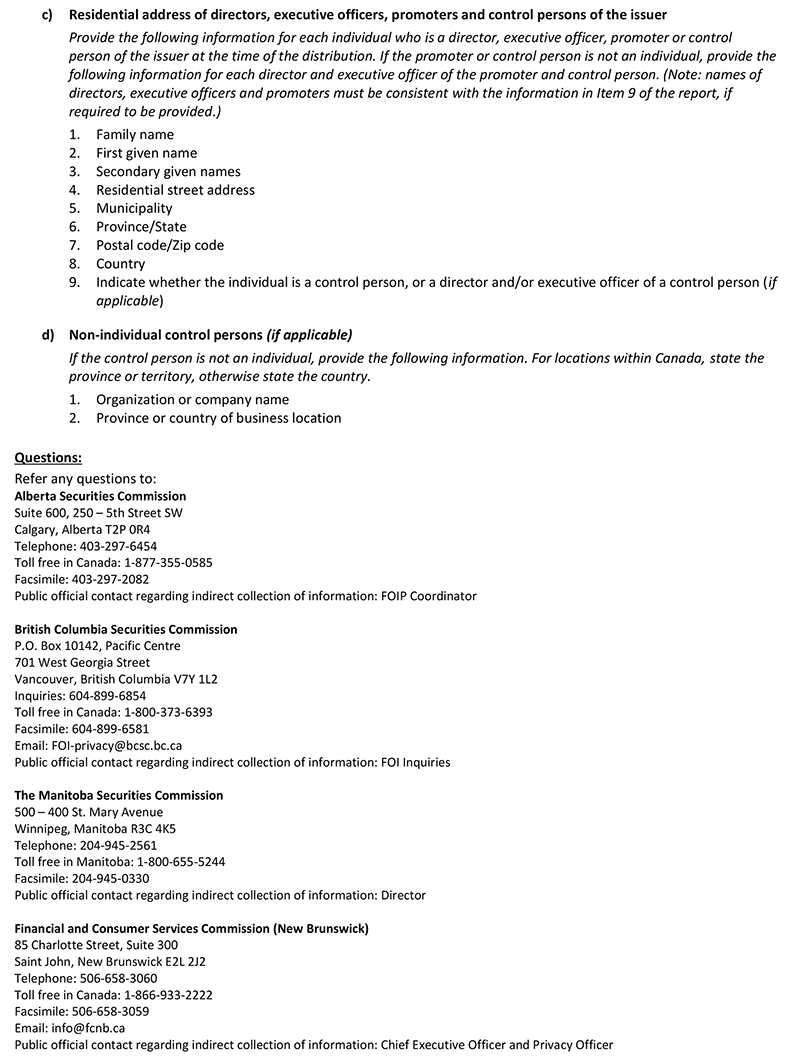 c) Residential address of directors, executive officers, promoters and control persons of the issuer
Provide the following information for each individual who is a director, executive officer, promoter or control
person of the issuer at the time of the distribution. If the promoter or control person is not an individual, provide the
following information for each director and executive officer of the promoter and control person. (Note: names of
directors, executive officers and promoters must be consistent with the information in Item 9 of the report, if
required to be provided.)
1. Family name
2. First given name
3. Secondary given names
4. Residential street address
5. Municipality
6. Province/State
7. Postal code/Zip code
8. Country
9. Indicate whether the individual is a control person, or a director and/or executive officer of a control person (if
applicable)
d) Non-individual control persons (if applicable)
If the control person is not an individual, provide the following information. For locations within Canada, state the
province or territory, otherwise state the country.
1. Organization or company name
2. Province or country of business location
Questions:
Refer any questions to:
Alberta Securities Commission
Suite 600, 250 – 5th Street SW
Calgary, Alberta T2P 0R4
Telephone: 403-297-6454
Toll free in Canada: 1-877-355-0585
Facsimile: 403-297-2082
Public official contact regarding indirect collection of information: FOIP Coordinator
British Columbia Securities Commission
P.O. Box 10142, Pacific Centre
701 West Georgia Street
Vancouver, British Columbia V7Y 1L2
Inquiries: 604-899-6854
Toll free in Canada: 1-800-373-6393
Facsimile: 604-899-6581
Email: FOI-privacy@bcsc.bc.ca
Public official contact regarding indirect collection of information: FOI Inquiries
The Manitoba Securities Commission
500 – 400 St. Mary Avenue
Winnipeg, Manitoba R3C 4K5
Telephone: 204-945-2561
Toll free in Manitoba: 1-800-655-5244
Facsimile: 204-945-0330
Public official contact regarding indirect collection of information: Director
Financial and Consumer Services Commission (New Brunswick)
85 Charlotte Street, Suite 300
Saint John, New Brunswick E2L 2J2
Telephone: 506-658-3060
Toll free in Canada: 1-866-933-2222
Facsimile: 506-658-3059
Email: info@fcnb.ca
Public official contact regarding indirect collection of information: Chief Executive Officer and Privacy Officer